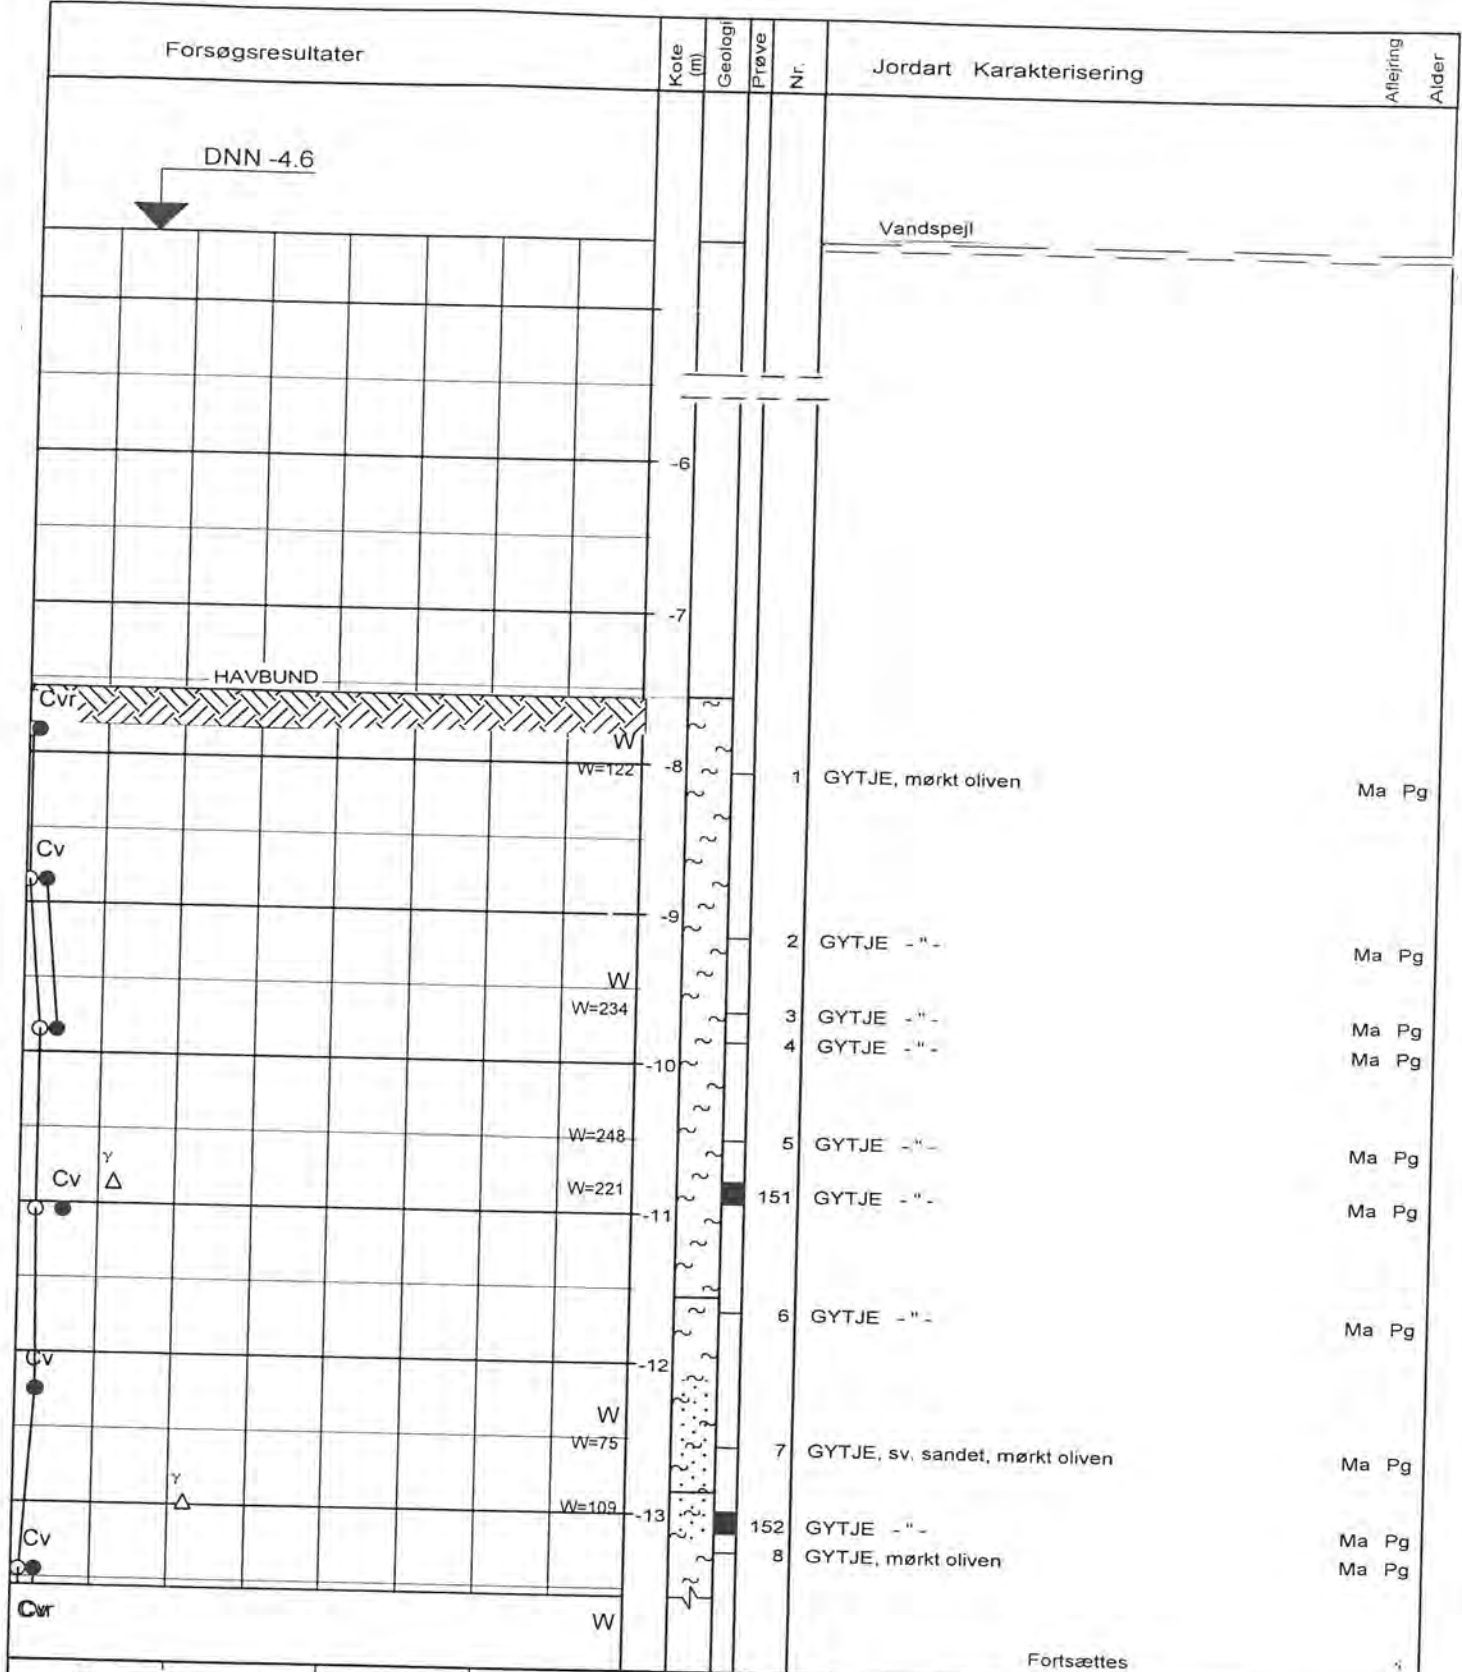 Forsøgsresultater
Kote (m)
Geologi
Prøve
Nr.
Jordart Karakterisering
Aflejring
Alder
DNN -4.6
Vandspejl
-6
-7
HAVBUND
Cvr
W
W=122
-8
1 GYTJE, mørkt oliven Ma Pg
Cv
-9
2 GYTJE -"- Ma Pg
W
W=234
3 GYTJE -"- Ma Pg
4 GYTJE -"- Ma Pg
-10
W=248
5 GYTJE -"- Ma Pg
γ
Cv
W=221
151 GYTJE -"- Ma Pg
-11
6 GYTJE -"- Ma Pg
Cv
-12
W
W=75
7 GYTJE, sv. sandet, mørkt oliven Ma Pg
γ
W=109
-13
152 GYTJE -"- Ma Pg
Cv
8 GYTJE, mørkt oliven Ma Pg
W
Fortsættes